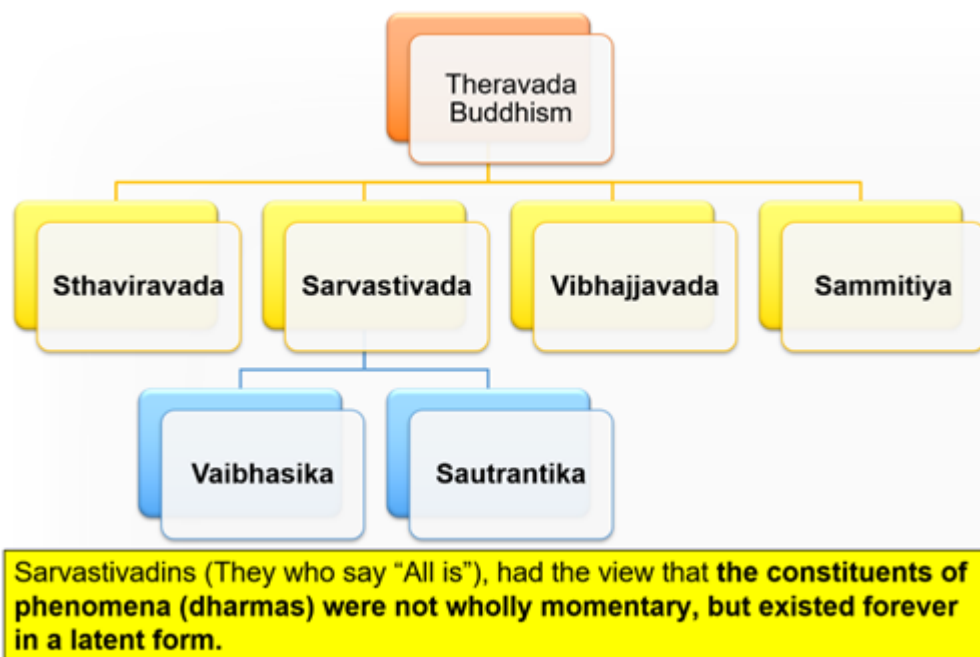 Theravada
Buddhism
Sthaviravada
Sarvastivada
Vibhajjavada
Sammitiya
Vaibhasika
Sautrantika
Sarvastivadins (They who say “All is”), had the view that the constituents of
phenomena (dharmas) were not wholly momentary, but existed forever
in a latent form.